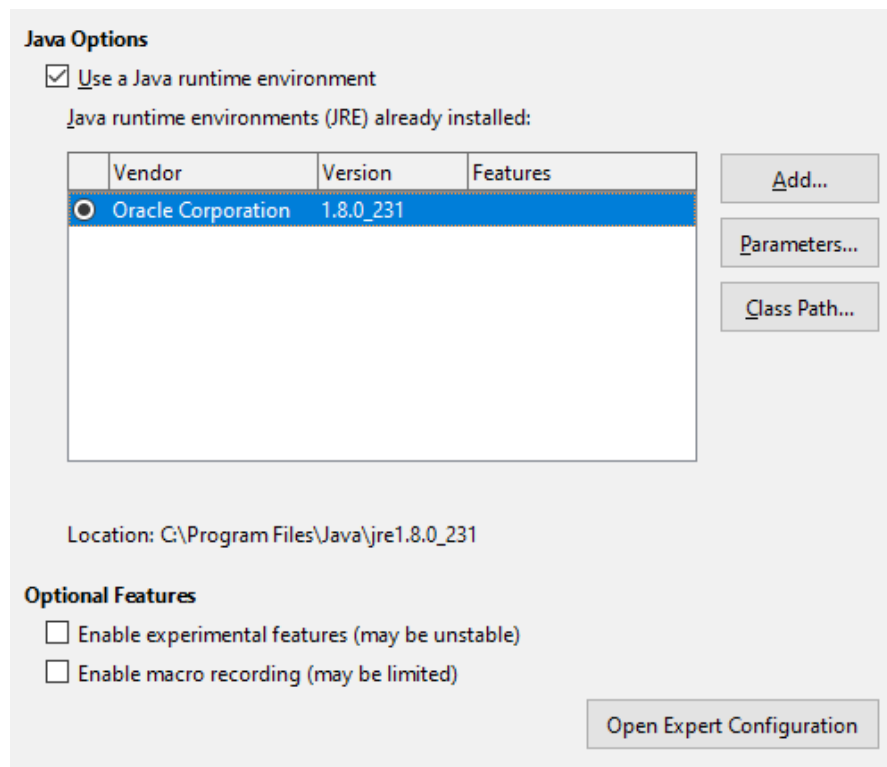 Java Options
Use a Java runtime environment
Java runtime environments (JRE) already installed:
Vendor Version Features
Add...
Oracle Corporation 1.8.0_231
Parameters...
Class Path...
Location: C:\Program Files\Java\jre1.8.0_231
Optional Features
Enable experimental features (may be unstable)
Enable macro recording (may be limited)
Open Expert Configuration